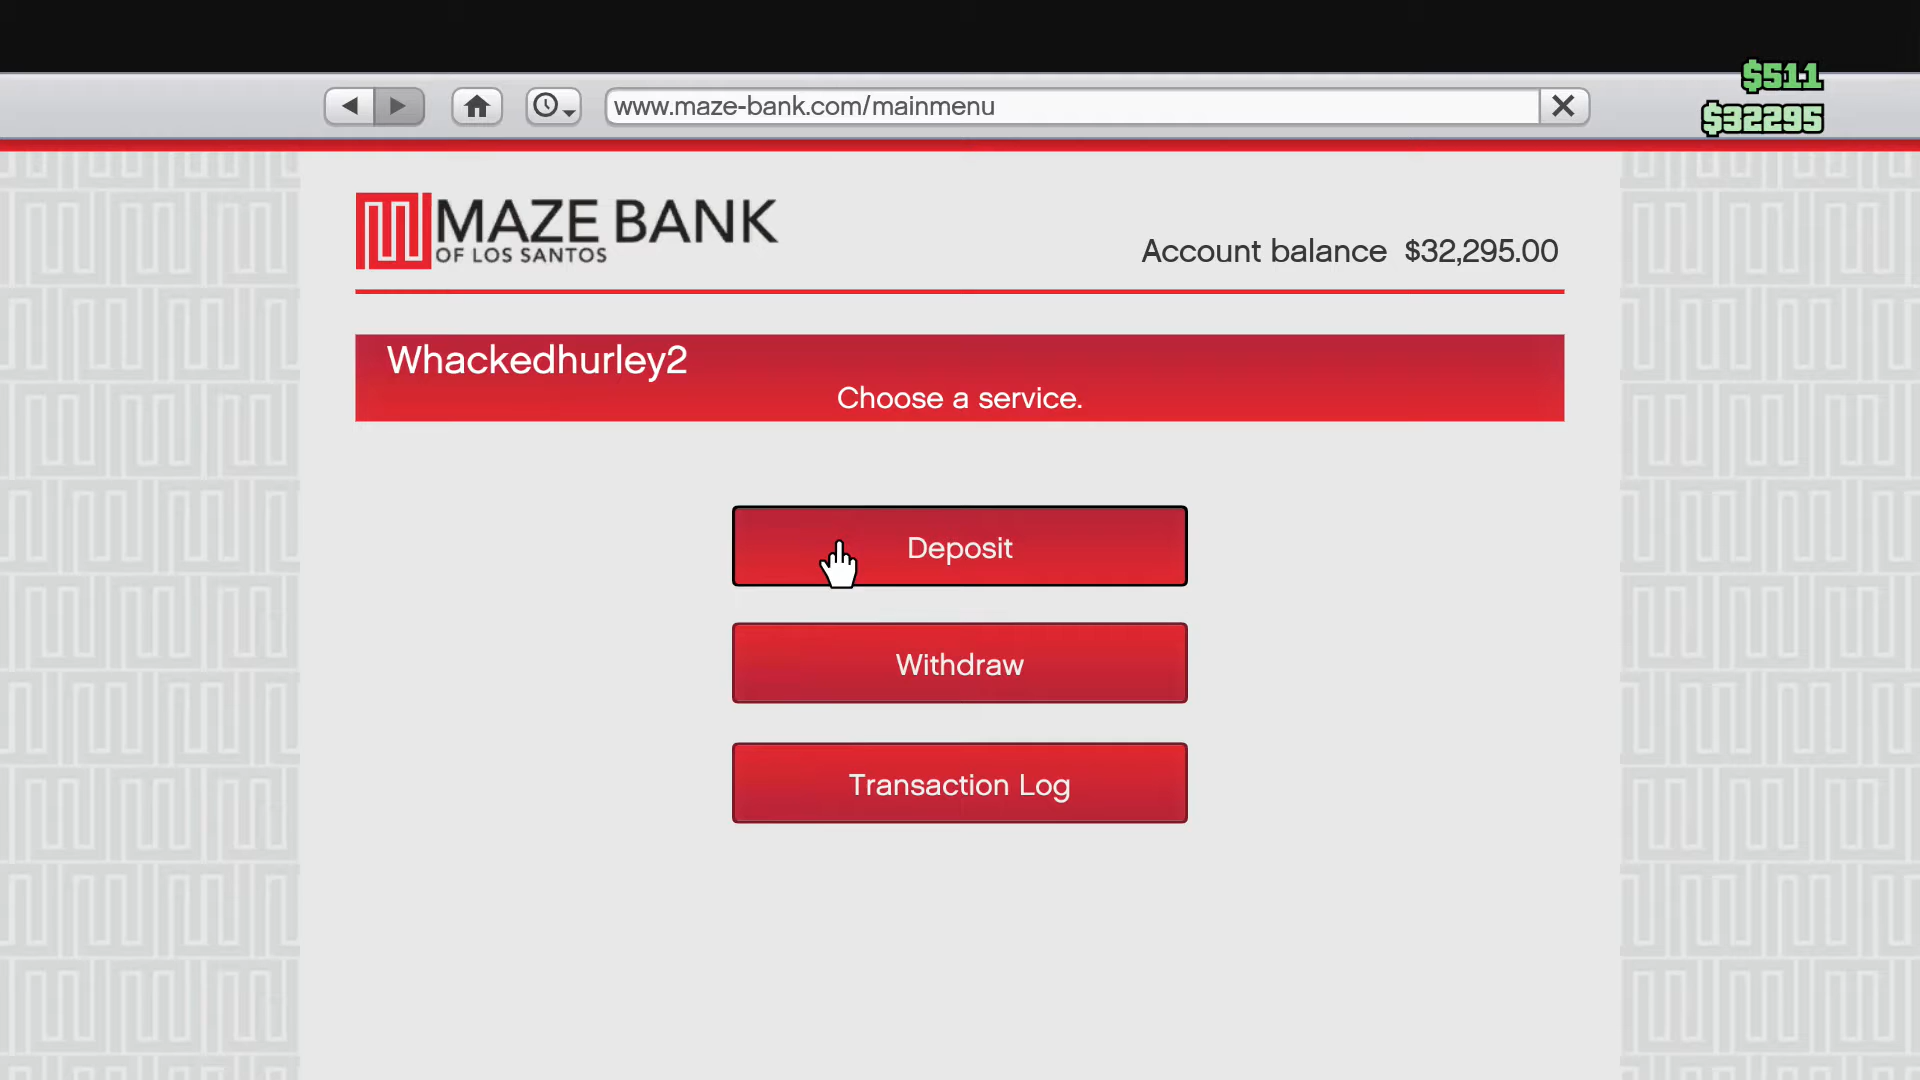 $511
www.maze-bank.com/mainmenu
$32295
MAZE BANK
OF LOS SANTOS
Account balance $32,295.00
Whackedhurley2
Choose a service.
Deposit
Withdraw
Transaction Log